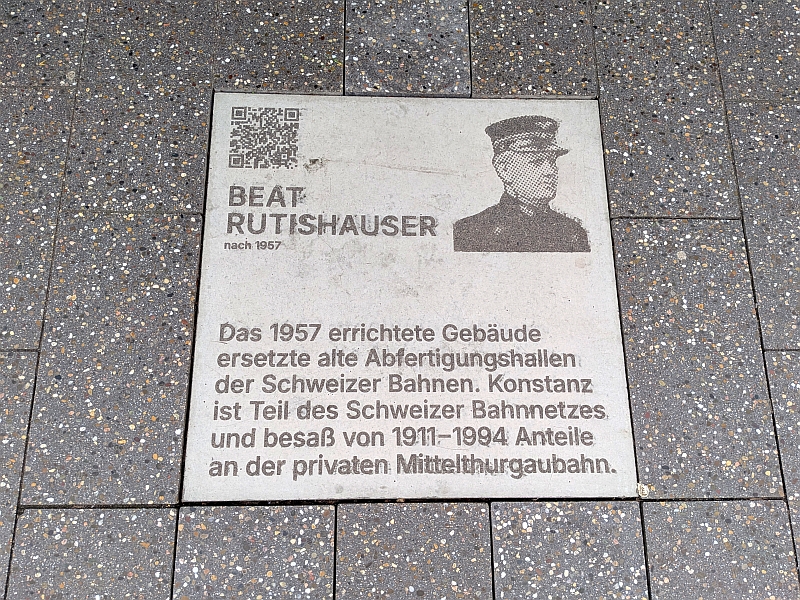 BEAT
RUTISHAUSER
nach 1957
Das 1957 errichtete Gebäude
ersetzte alte Abfertigungshallen
der Schweizer Bahnen. Konstanz
ist Teil des Schweizer Bahnnetzes
und besaß von 1911–1994 Anteile
an der privaten Mittelthurgaubahn.